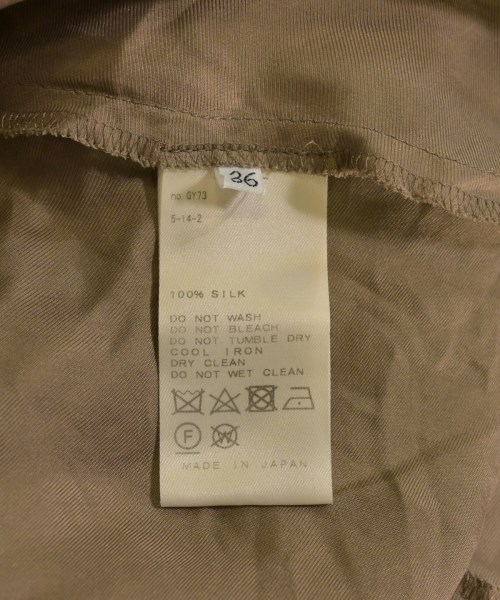 36
no. GY73
5-14-2
100% SILK
DO NOT WASH
DO NOT BLEACH
DO NOT TUMBLE DRY
COOL IRON
DRY CLEAN
DO NOT WET CLEAN
F W
MADE IN JAPAN